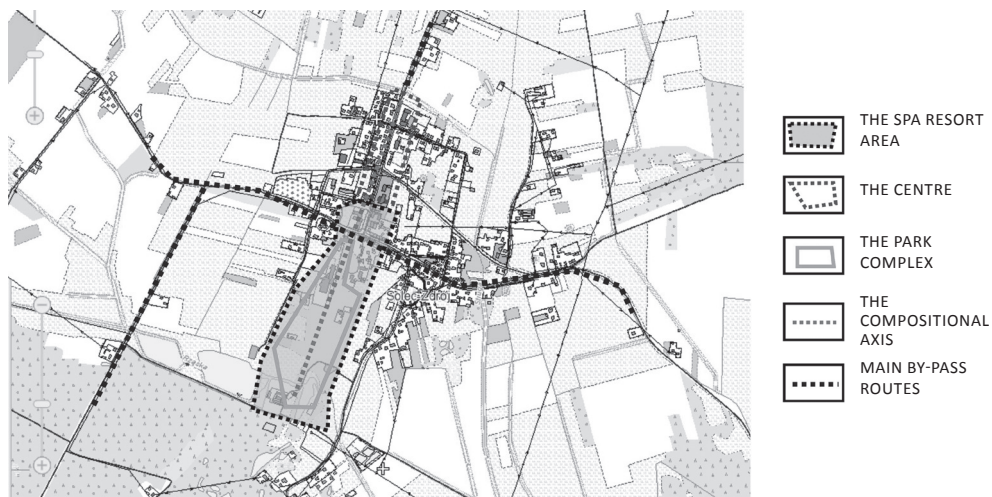 Solec-Zdrój
THE SPA RESORT
AREA
THE CENTRE
THE PARK
COMPLEX
THE
COMPOSITIONAL
AXIS
MAIN BY-PASS
ROUTES